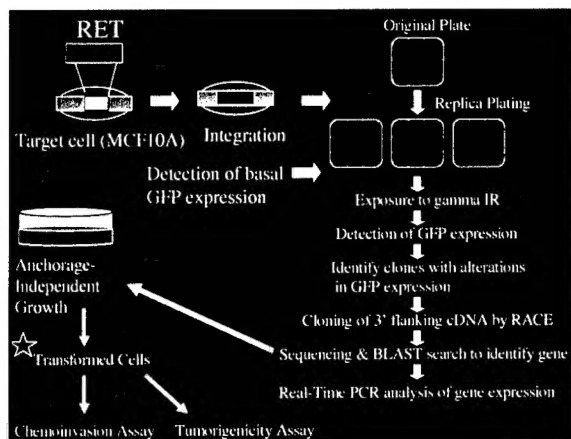 RET
Original Plate
Replica Plating
Target cell (MCF10A)
Integration
Detection of basal
GFP expression
Exposure to gamma IR
Detection of GFP expression
Identify clones with alterations
in GFP expression
Cloning of 3' flanking cDNA by RACE
Sequencing & BLAST search to identify gene
Real-Time PCR analysis of gene expression
Anchorage-
Independent
Growth
Transformed Cells
Chemoinvasion Assay
Tumorigenicity Assay